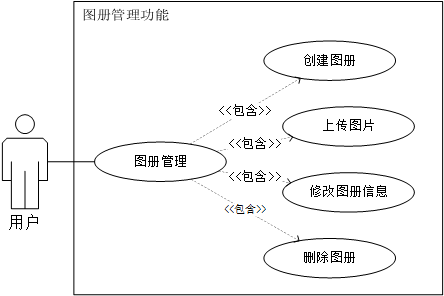 图册管理功能
创建图册
<<包含>>
上传图片
<<包含>>
图册管理
<<包含>>
修改图册信息
<<包含>>
用户
删除图册